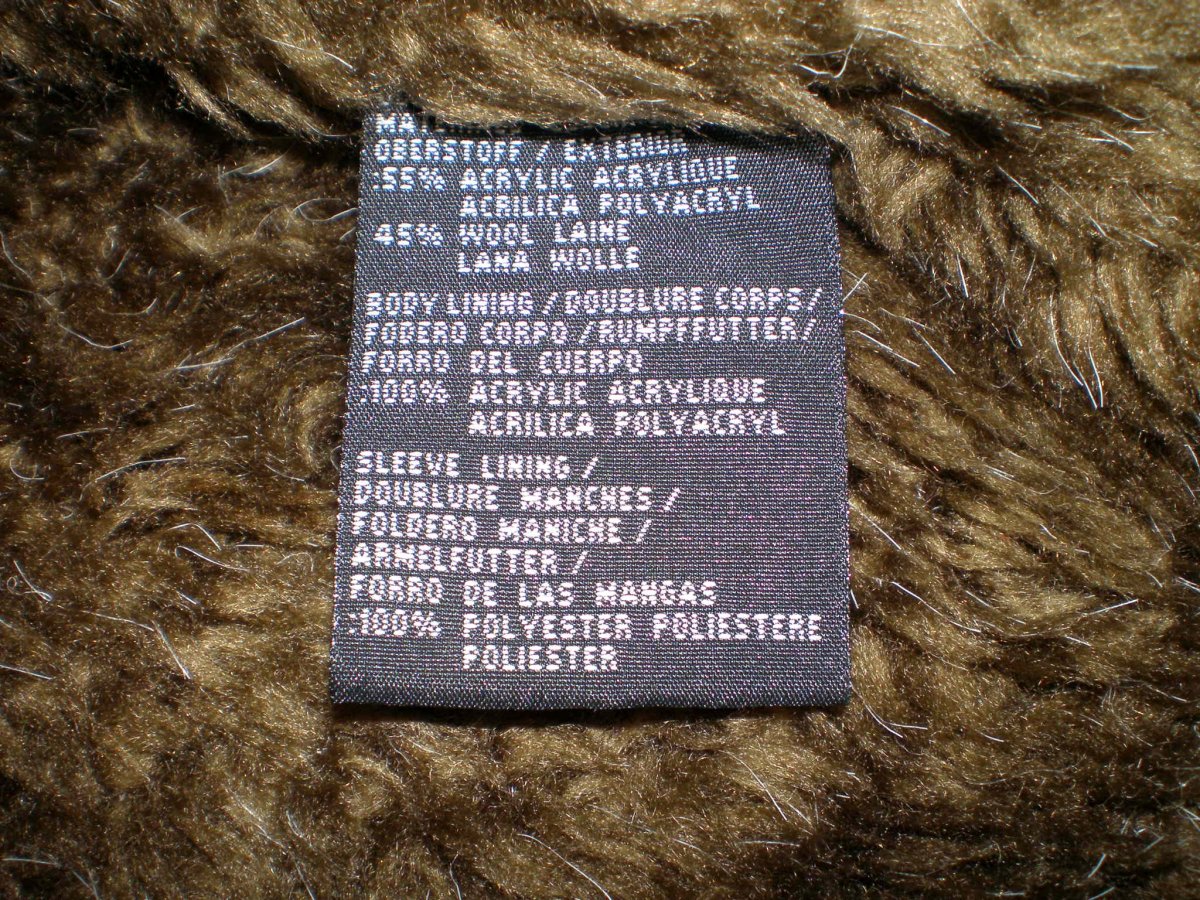 OBERSTOFF / EXTERIOR
55% ACRYLIC ACRYLIQUE
ACRILICA POLYACRYL
45% WOOL LAINE
LANA WOLLE
BODY LINING / DOUBLURE CORPS /
FODERO CORPO / RUMPFFUTTER /
FORRO DEL CUERPO
100% ACRYLIC ACRYLIQUE
ACRILICA POLYACRYL
SLEEVE LINING /
DOUBLURE MANCHES /
FOLDERO MANICHE /
ARMELFUTTER /
FORRO DE LAS MANGAS
100% POLYESTER POLIESTERE
POLIESTER